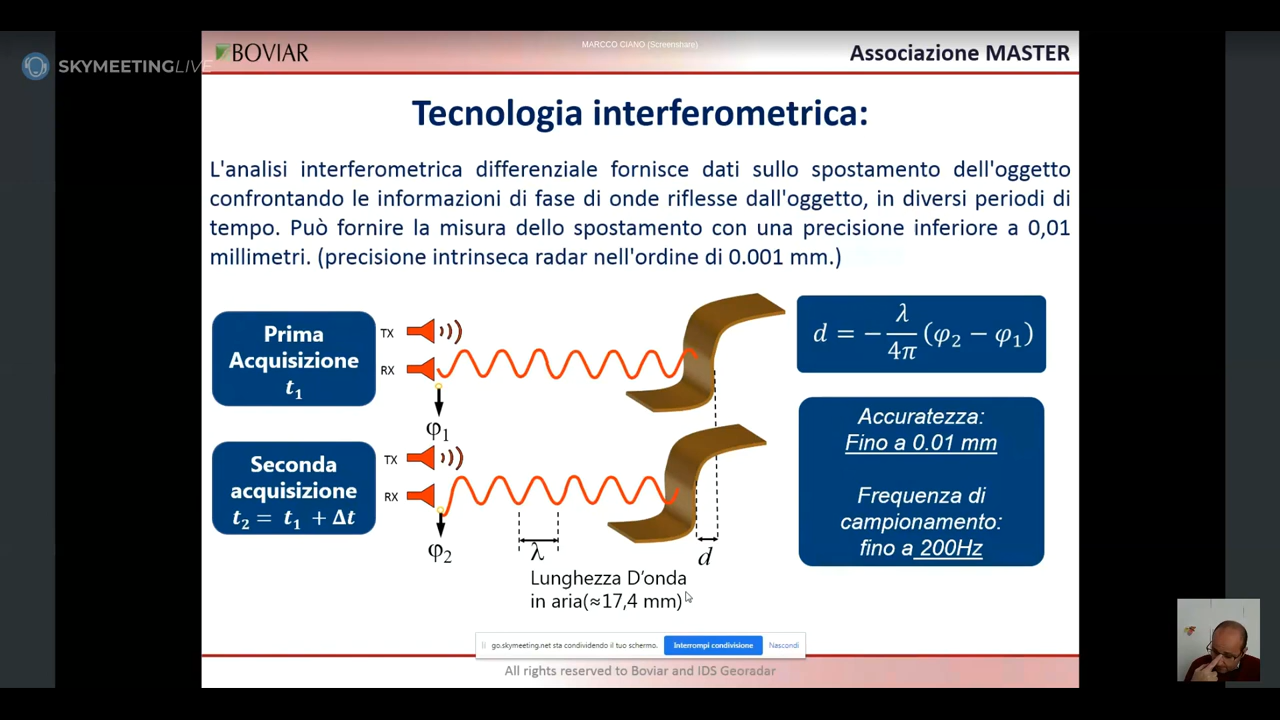 MARCCO CIANO (Screenshare)
SKYMEETINGLIVE
BOVIAR
Associazione MASTER
Tecnologia interferometrica:
L'analisi interferometrica differenziale fornisce dati sullo spostamento dell'oggetto
confrontando le informazioni di fase di onde riflesse dall'oggetto, in diversi periodi di
tempo. Può fornire la misura dello spostamento con una precisione inferiore a 0,01
millimetri. (precisione intrinseca radar nell'ordine di 0.001 mm.)
Prima
Acquisizione
t₁
TX
RX
φ₁
d = −λ/4π (φ₂ − φ₁)
Seconda
acquisizione
t₂ = t₁ + Δt
TX
RX
φ₂
λ
d
Lunghezza D’onda
in aria(≈17,4 mm)
Accuratezza:
Fino a 0.01 mm
Frequenza di
campionamento:
fino a 200Hz
go.skymeeting.net sta condividendo il tuo schermo.
Interrompi condivisione
Nascondi
All rights reserved to Boviar and IDS Georadar